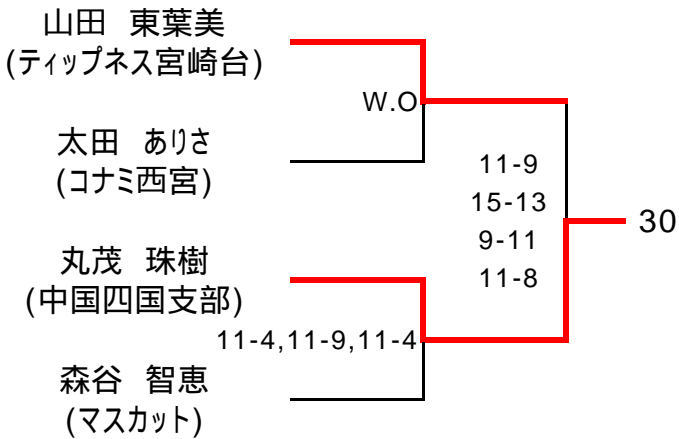 山田 東葉美
(ティップネス宮崎台)
W.O
太田 ありさ
(コナミ西宮)
11-9
15-13
9-11
11-8
30
丸茂 珠樹
(中国四国支部)
11-4,11-9,11-4
森谷 智恵
(マスカット)